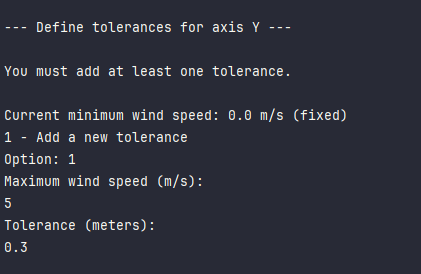 --- Define tolerances for axis Y ---
You must add at least one tolerance.
Current minimum wind speed: 0.0 m/s (fixed)
1 - Add a new tolerance
Option: 1
Maximum wind speed (m/s):
5
Tolerance (meters):
0.3